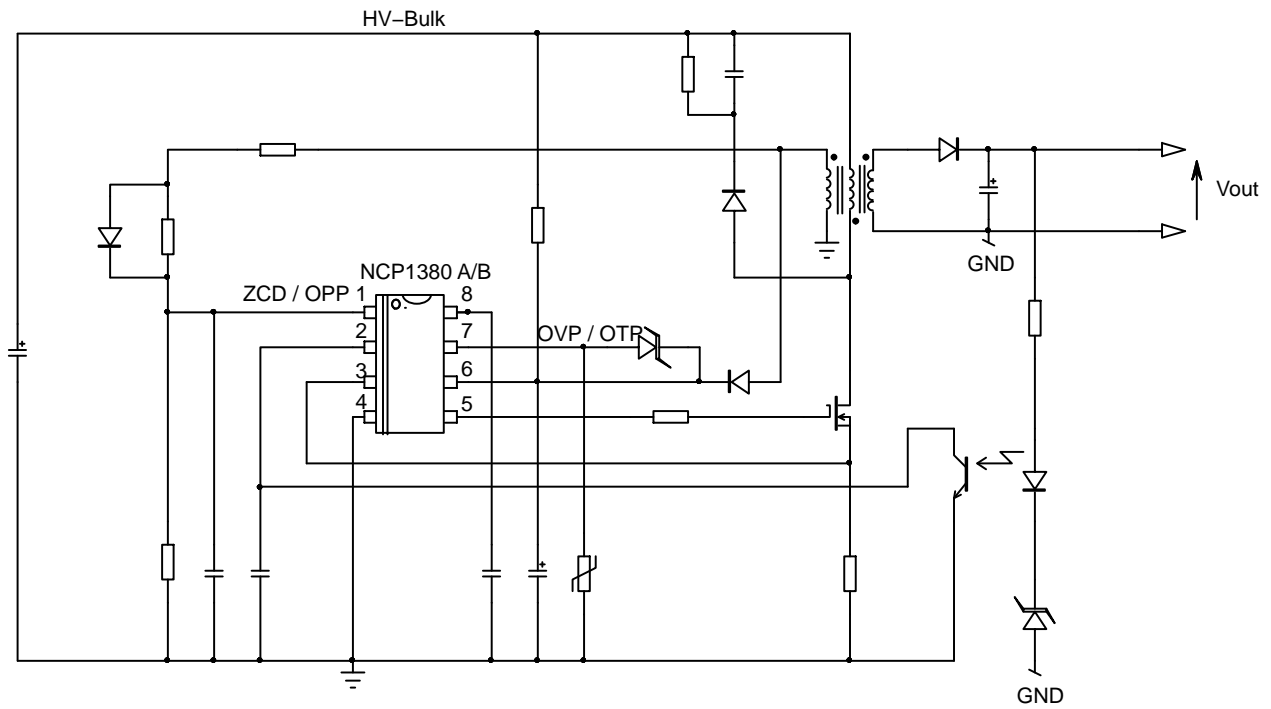 HV−Bulk
Vout
GND
NCP1380 A/B
ZCD / OPP 1
8
2
7
OVP / OTP
3
6
4
5
GND